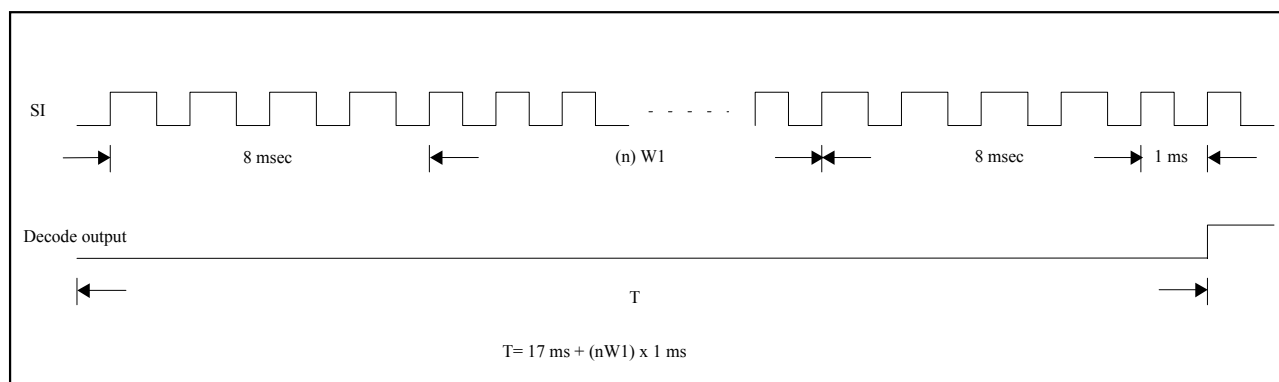 SI
8 msec
(n) W1
8 msec
1 ms
Decode output
T
T= 17 ms + (nW1) x 1 ms